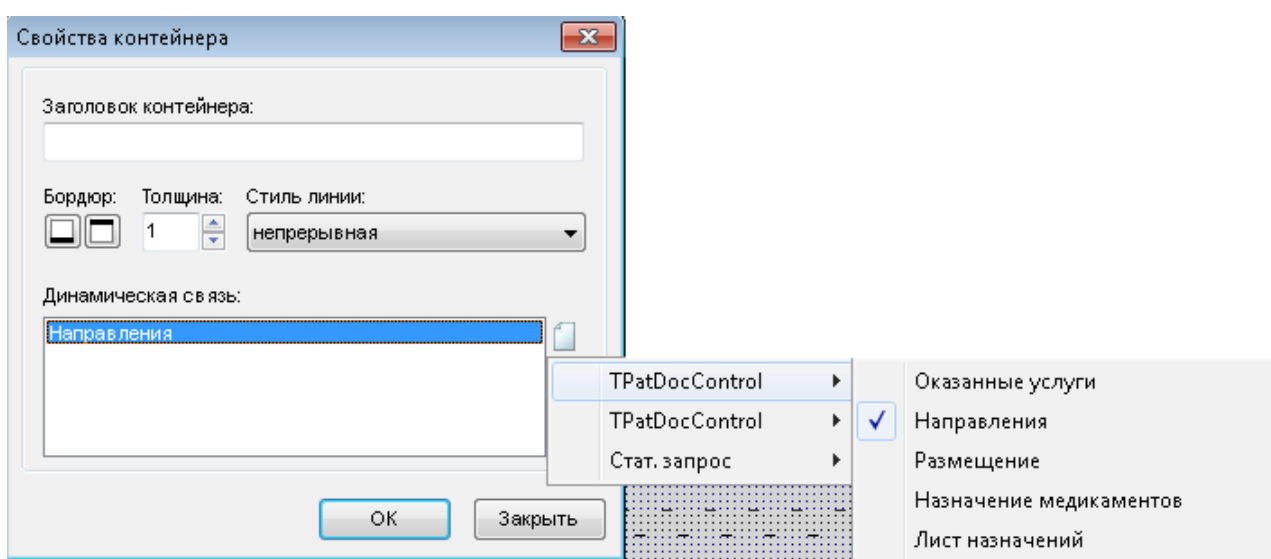 Свойства контейнера
Заголовок контейнера:
Бордюр: Толщина: Стиль линии:
1 непрерывная
Динамическая связь:
Направления
TPatDocControl Оказанные услуги
TPatDocControl Направления
Стат. запрос Размещение
Назначение медикаментов
ОК Закрыть
Лист назначений